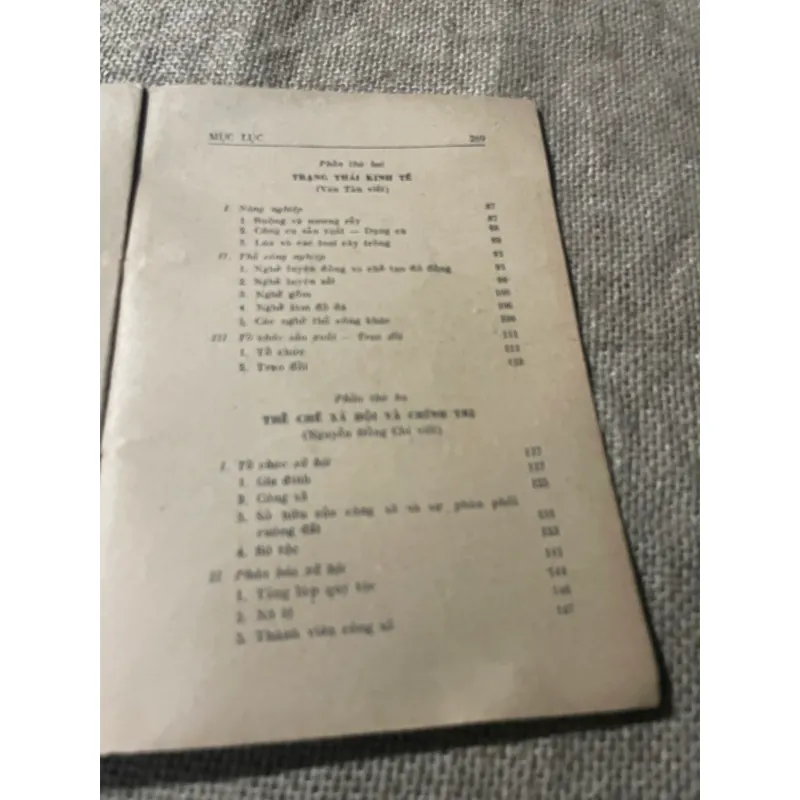 MỤC LỤC 269
Phần thứ hai
TRẠNG THÁI KINH TẾ
(Văn Tân viết)
I. Nông nghiệp 87
1. Ruộng và nương rẫy 87
2. Công cụ sản xuất — Dụng cụ
3. Lúa và các loại cây trồng
II. Thủ công nghiệp
1. Nghề luyện đồng và chế tạo đồ đồng
2. Nghề luyện sắt
3. Nghề gốm
4. Nghề làm đồ đá
5. Các nghề thủ công khác
III Tổ chức sản xuất — Trao đổi 111
1. Tổ chức
2. Trao đổi
Phần thứ ba
THỂ CHẾ XÃ HỘI VÀ CHÍNH TRỊ
(Nguyễn Đổng Chi viết)
I. Tổ chức xã hội 117
1. Gia đình 117
2. Công xã
3. Sở hữu của công xã và sự phân phối
ruộng đất
4. Bộ tộc
II Phân hóa xã hội
1. Tầng lớp quý tộc
2. Nô lệ
3. Thành viên công xã 147